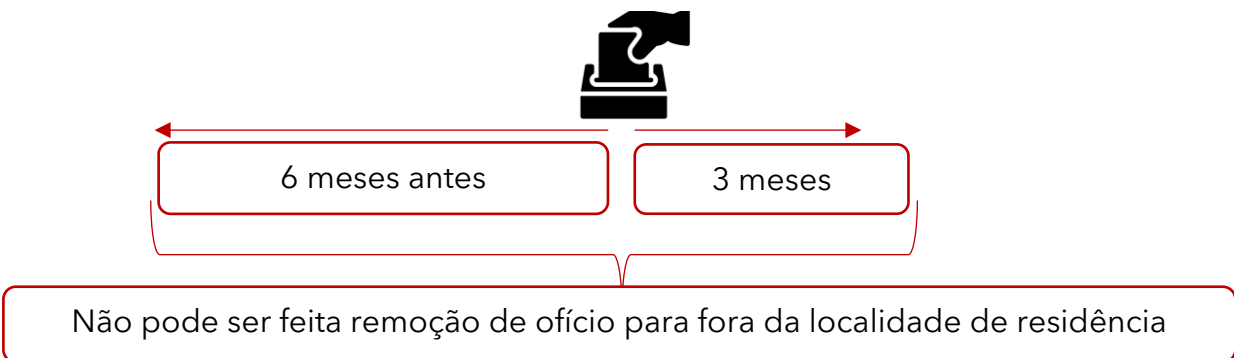 6 meses antes
3 meses
Não pode ser feita remoção de ofício para fora da localidade de residência